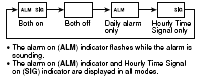 ALM SIG
ALM
SIG
Both on
Both off
Daily alarm
only
Hourly Time
Signal only
• The alarm on (ALM) indicator flashes while the alarm is
sounding.
• The alarm on (ALM) indicator and Hourly Time Signal
on (SIG) indicator are displayed in all modes.